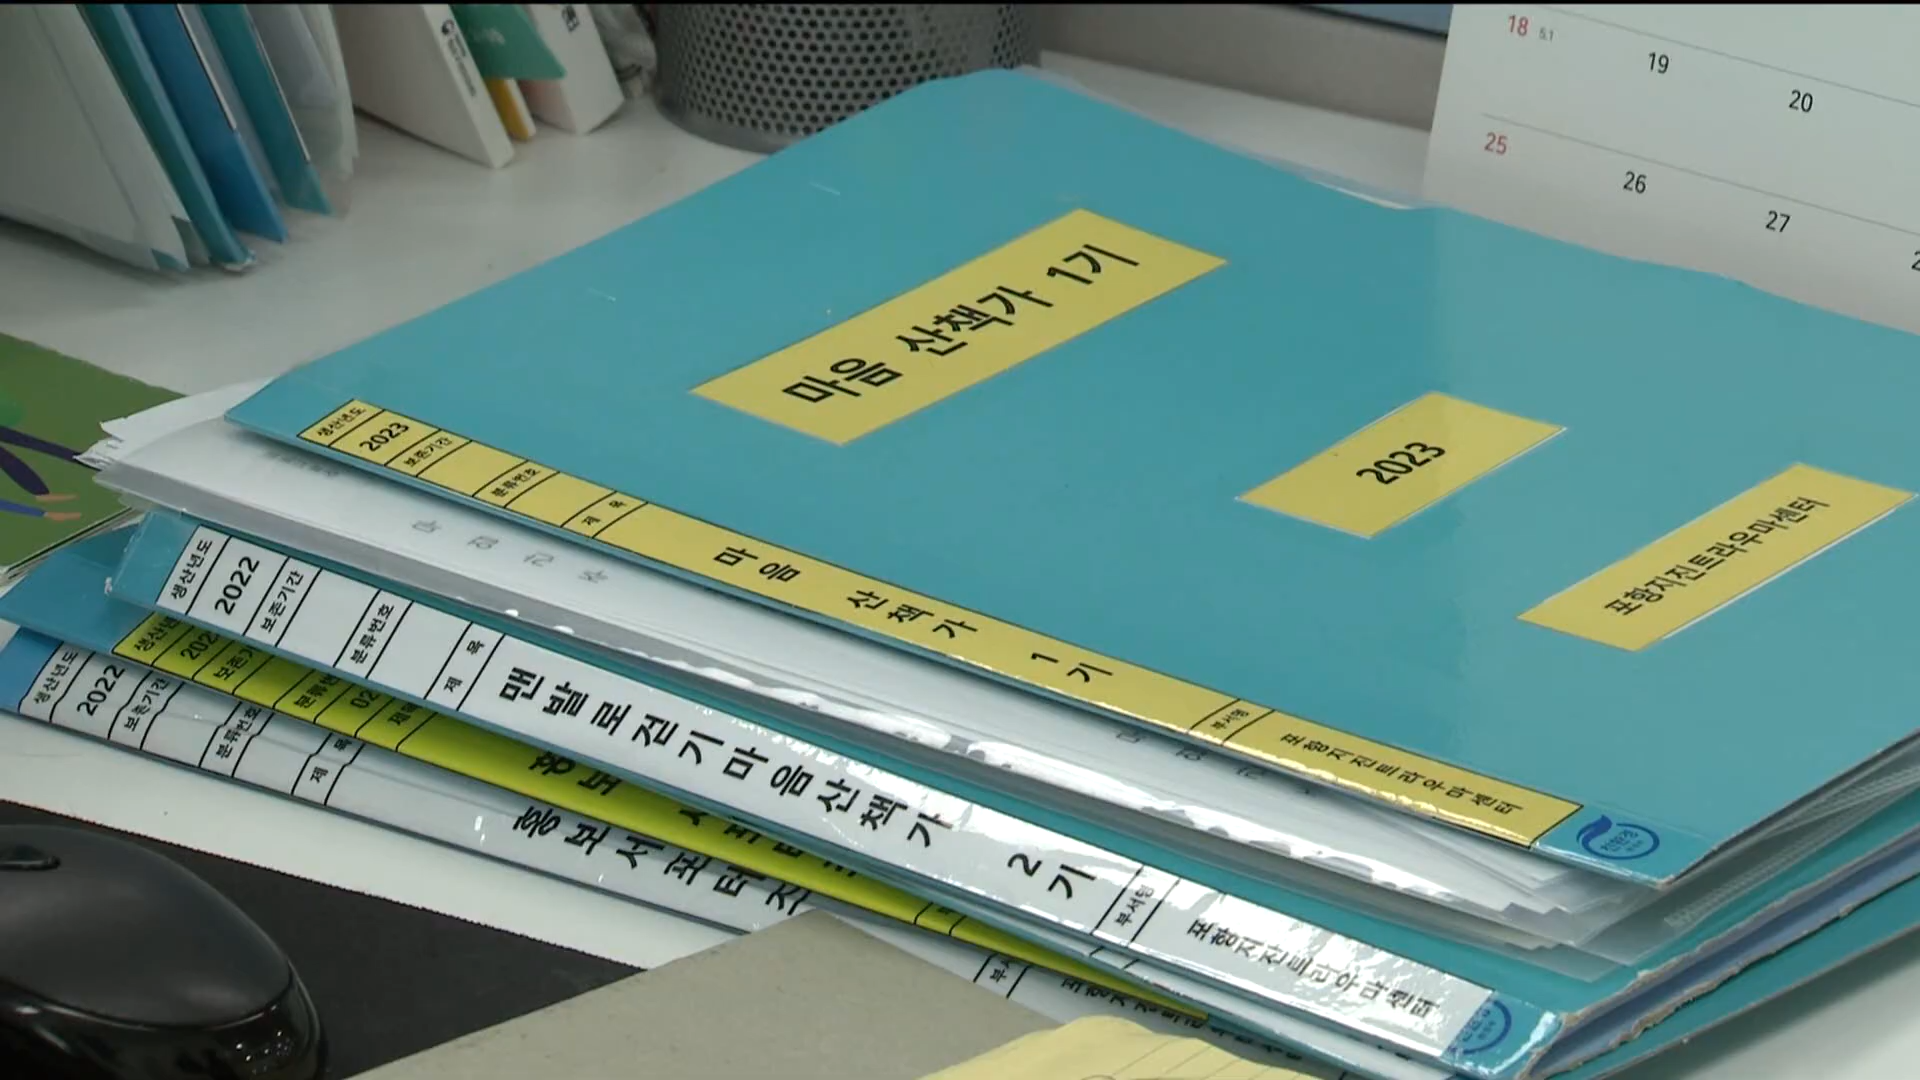 18 5.1
19
20
25
26
27
마음 산책가 1기
2023
포항지진트라우마센터
생산년도 2023 보존기간 분류번호 제 목 마음 산책가 1기 부서명 포항지진트라우마센터
생산년도 2022 보존기간 분류번호 제 목 맨발로걷기마음산책가 2기 부서명 포항지진트라우마센터
보존기
생산년도 2022 보존기간 분류번호 제 목 홍보서포터즈